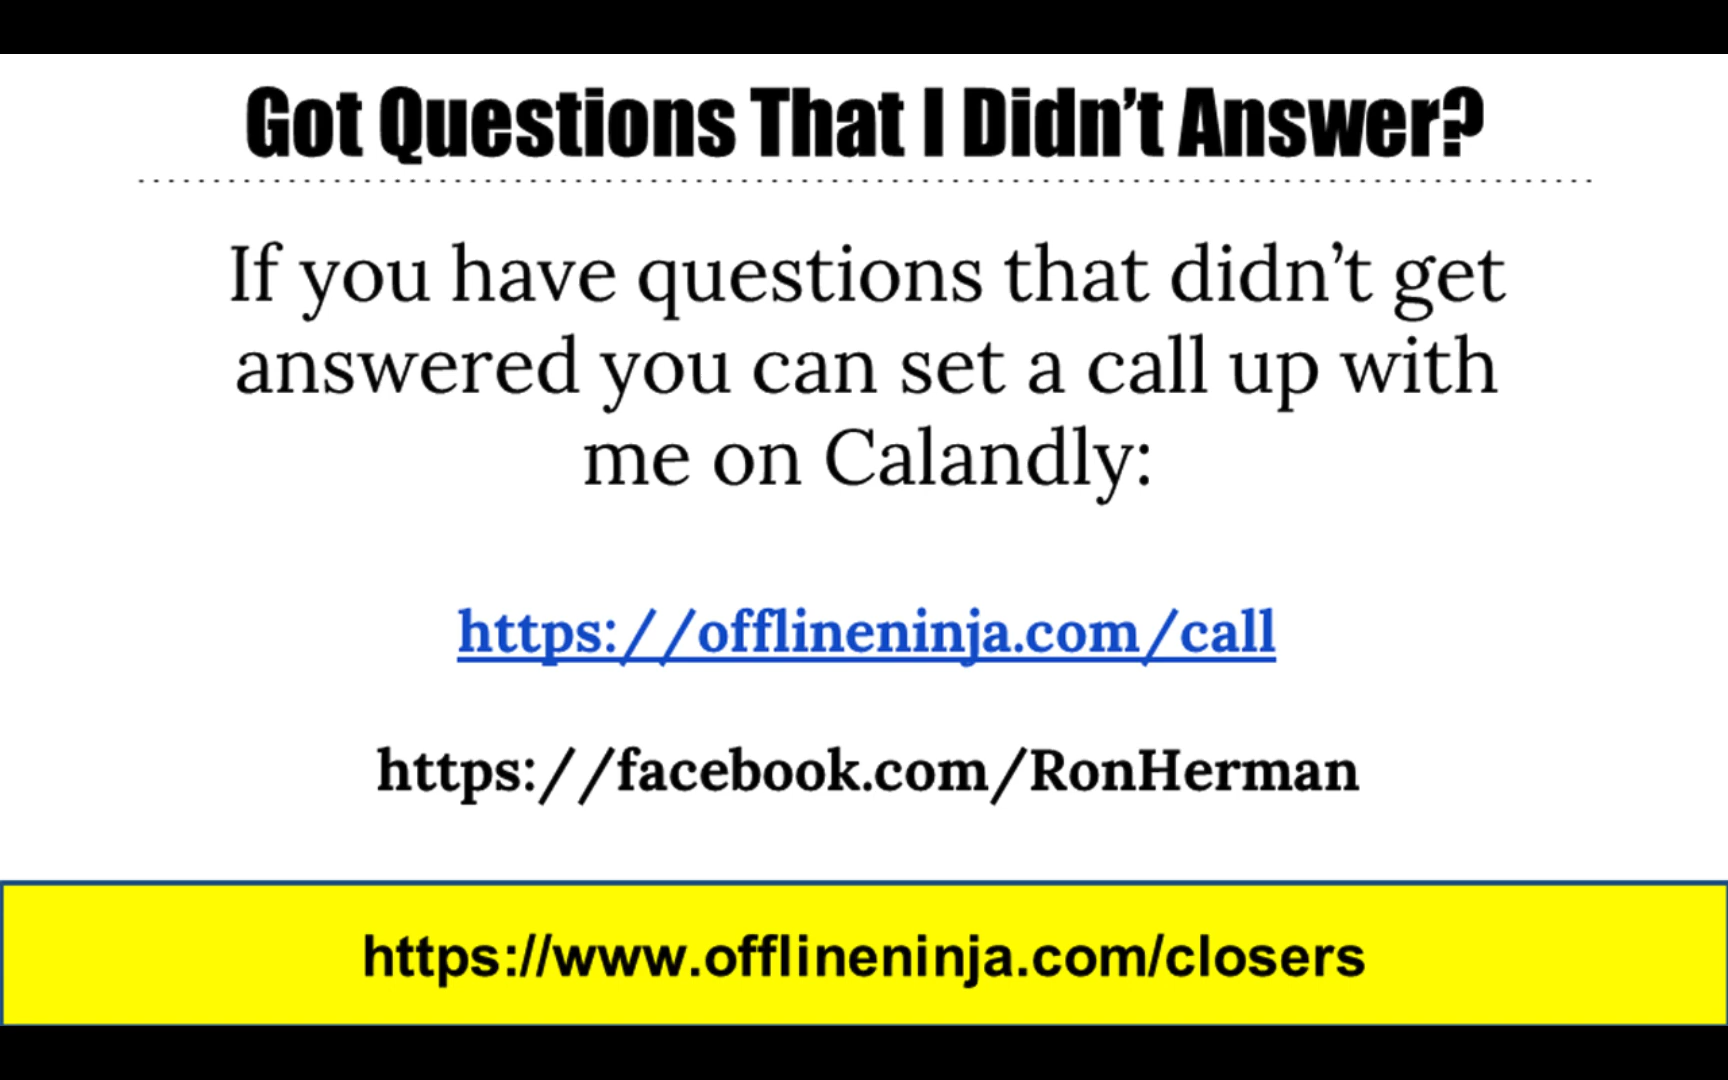 Got Questions That I Didn’t Answer?
If you have questions that didn’t get
answered you can set a call up with
me on Calandly:
https://offlineninja.com/call
https://facebook.com/RonHerman
https://www.offlineninja.com/closers